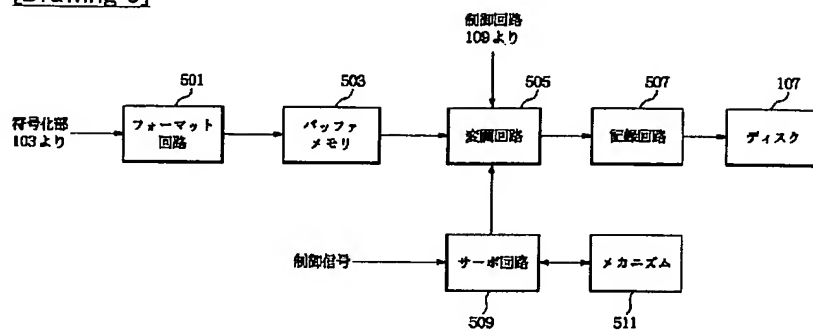 制御回路
109より
501
503
505
507
107
符号化部
103より
フォーマット
回路
バッファ
メモリ
変調回路
記録回路
ディスク
制御信号
サーボ回路
メカニズム
509
511